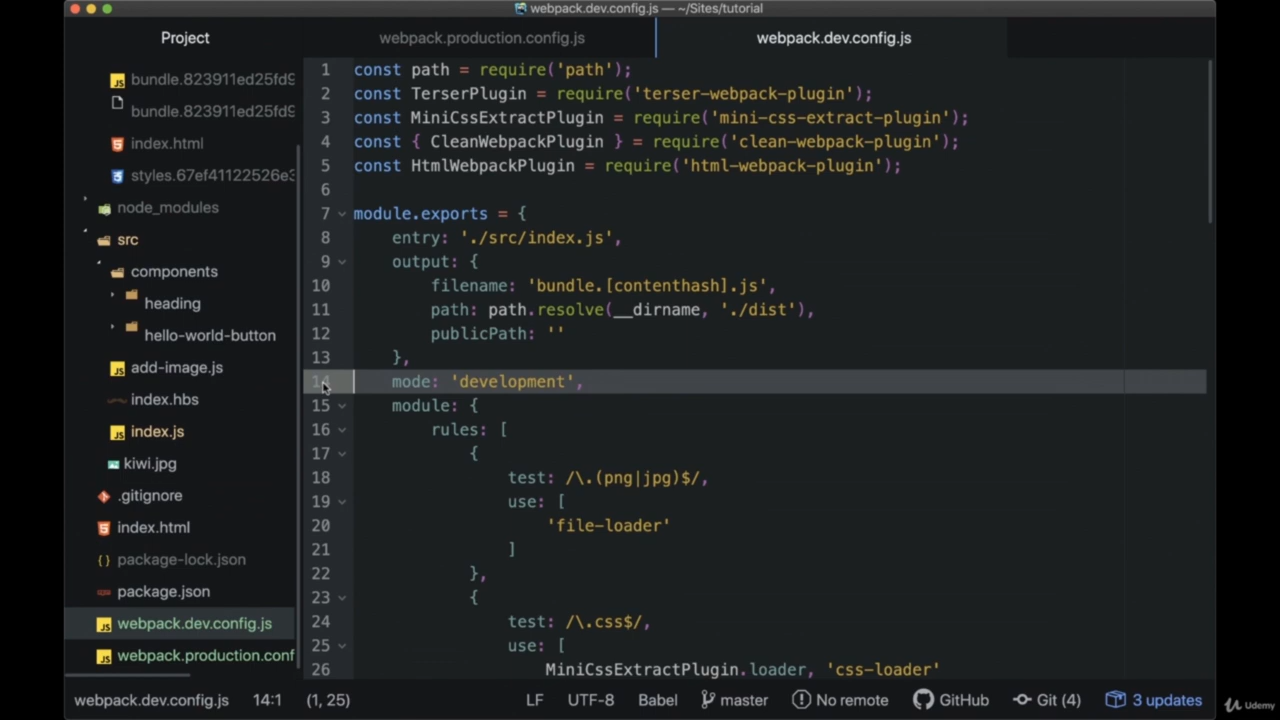 webpack.dev.config.js — ~/Sites/tutorial
Project
webpack.production.config.js
webpack.dev.config.js
bundle.823911ed25fd9
bundle.823911ed25fd9
index.html
styles.67ef41122526e3
node_modules
src
components
heading
hello-world-button
add-image.js
index.hbs
index.js
kiwi.jpg
.gitignore
index.html
package-lock.json
package.json
webpack.dev.config.js
webpack.production.conf
1 const path = require('path');
2 const TerserPlugin = require('terser-webpack-plugin');
3 const MiniCssExtractPlugin = require('mini-css-extract-plugin');
4 const { CleanWebpackPlugin } = require('clean-webpack-plugin');
5 const HtmlWebpackPlugin = require('html-webpack-plugin');
6
7 module.exports = {
8 entry: './src/index.js',
9 output: {
10 filename: 'bundle.[contenthash].js',
11 path: path.resolve(__dirname, './dist'),
12 publicPath: ''
13 },
14 mode: 'development',
15 module: {
16 rules: [
17 {
18 test: /\.(png|jpg)$/,
19 use: [
20 'file-loader'
21 ]
22 },
23 {
24 test: /\.css$/,
25 use: [
26 MiniCssExtractPlugin.loader, 'css-loader'
webpack.dev.config.js 14:1 (1, 25) LF UTF-8 Babel master No remote GitHub Git (4) 3 updates
Udemy